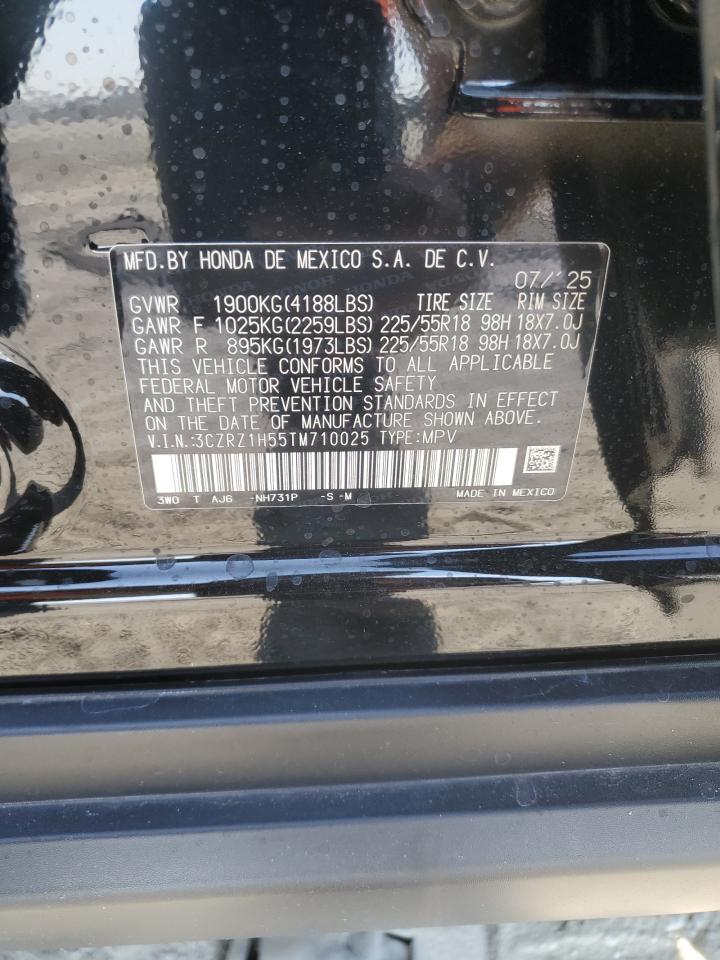 MFD.BY HONDA DE MEXICO S.A. DE C.V.
07/'25
GVWR 1900KG(4188LBS) TIRE SIZE RIM SIZE
GAWR F 1025KG(2259LBS) 225/55R18 98H 18X7.0J
GAWR R 895KG(1973LBS) 225/55R18 98H 18X7.0J
THIS VEHICLE CONFORMS TO ALL APPLICABLE
FEDERAL MOTOR VEHICLE SAFETY
AND THEFT PREVENTION STANDARDS IN EFFECT
ON THE DATE OF MANUFACTURE SHOWN ABOVE.
V.I.N.:3CZRZ1H55TM710025 TYPE:MPV
3W0 T AJ6 -NH731P -S-M MADE IN MEXICO